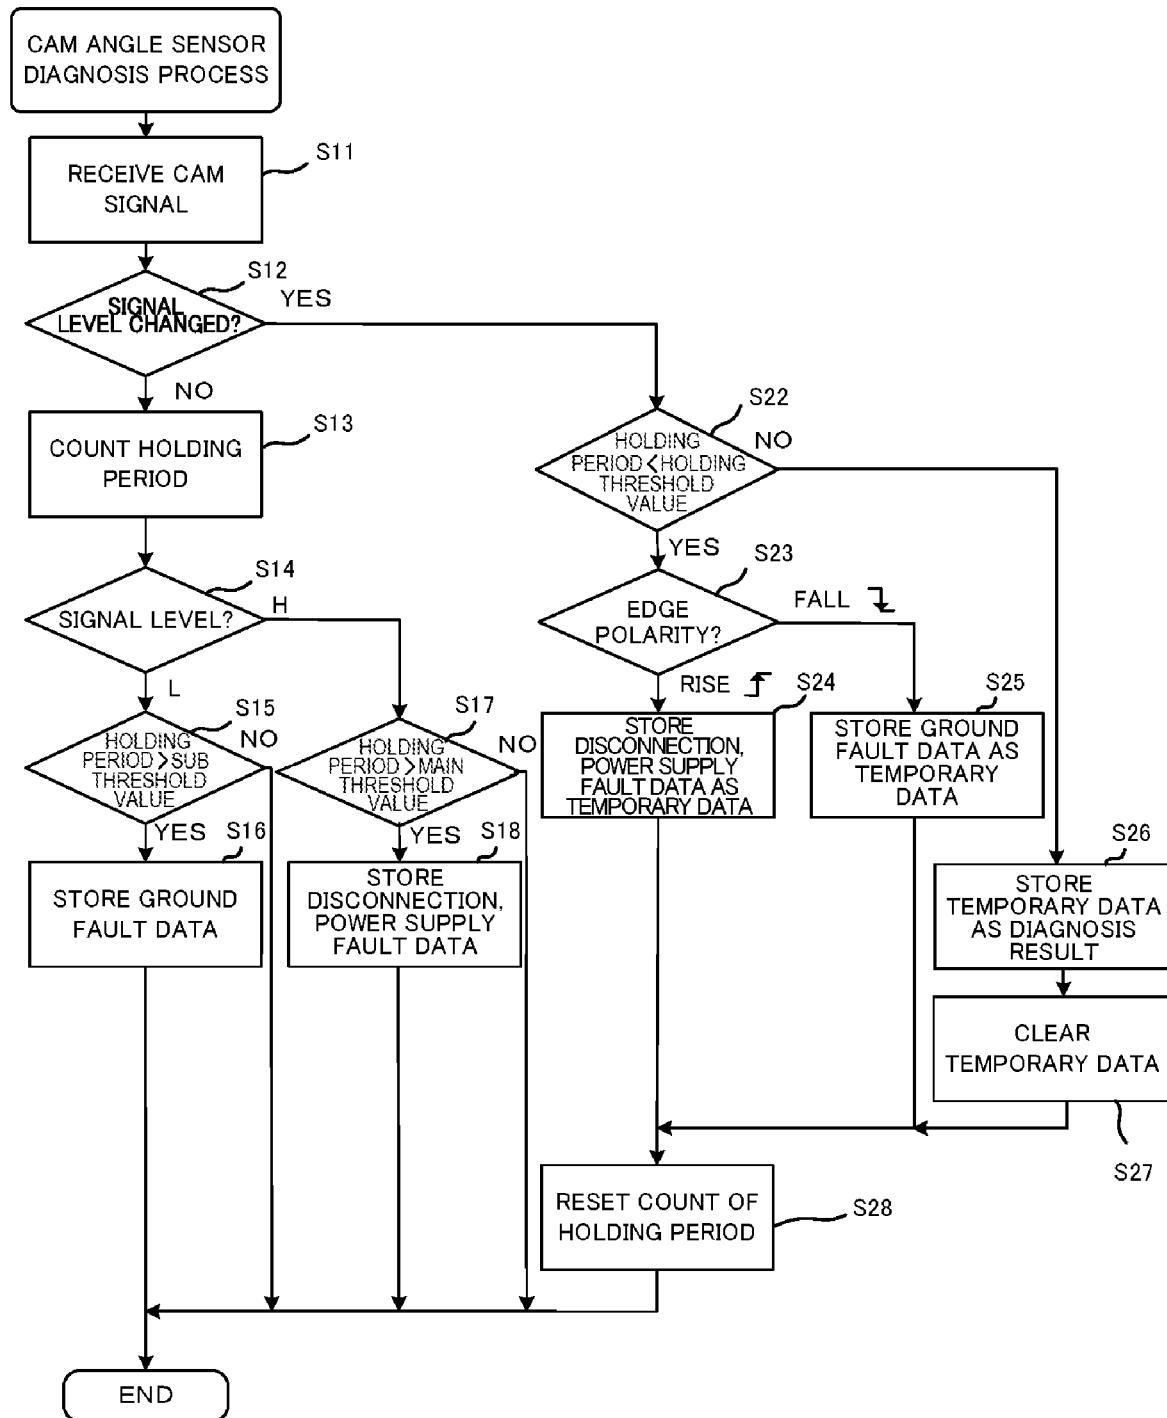 CAM ANGLE SENSOR
DIAGNOSIS PROCESS
S11
RECEIVE CAM
SIGNAL
S12
YES
SIGNAL
LEVEL CHANGED?
NO
S13
COUNT HOLDING
PERIOD
S22
NO
HOLDING
PERIOD<HOLDING
THRESHOLD
VALUE
YES
S14
H
SIGNAL LEVEL?
L
S23
EDGE
POLARITY?
FALL
RISE
S15
NO
HOLDING
PERIOD>SUB
THRESHOLD
VALUE
YES
S17
NO
HOLDING
PERIOD>MAIN
THRESHOLD
VALUE
YES
S24
STORE
DISCONNECTION,
POWER SUPPLY
FAULT DATA AS
TEMPORARY DATA
S25
STORE GROUND
FAULT DATA AS
TEMPORARY
DATA
S16
STORE GROUND
FAULT DATA
S18
STORE
DISCONNECTION,
POWER SUPPLY
FAULT DATA
S26
STORE
TEMPORARY DATA
AS DIAGNOSIS
RESULT
CLEAR
TEMPORARY DATA
S27
RESET COUNT OF
HOLDING PERIOD
S28
END